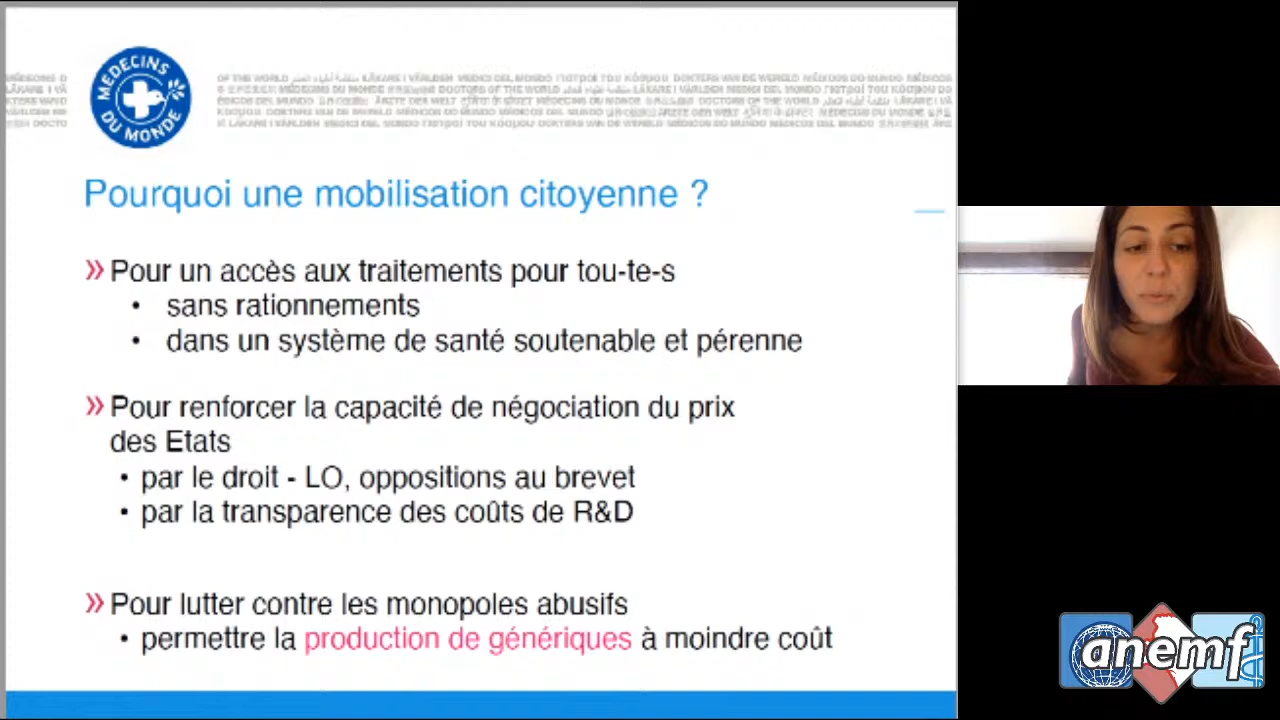 MEDECINS
DU MONDE
Pourquoi une mobilisation citoyenne ?
» Pour un accès aux traitements pour tou-te-s
• sans rationnements
• dans un système de santé soutenable et pérenne
» Pour renforcer la capacité de négociation du prix
des Etats
• par le droit - LO, oppositions au brevet
• par la transparence des coûts de R&D
» Pour lutter contre les monopoles abusifs
• permettre la production de génériques à moindre coût
anemf